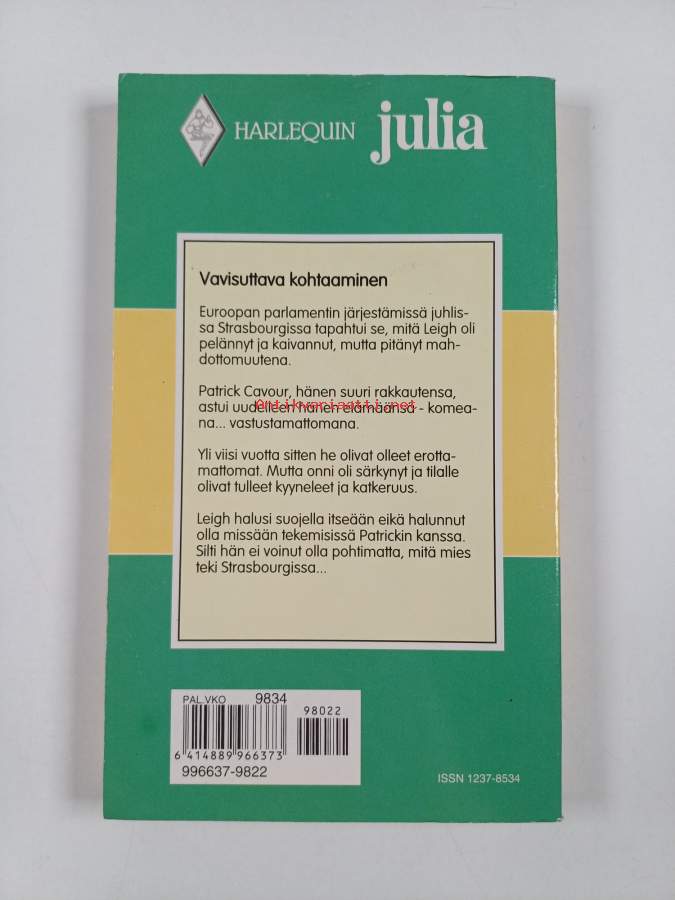 HARLEQUIN julia
Vavisuttava kohtaaminen
Euroopan parlamentin järjestämissä juhlis-
sa Strasbourgissa tapahtui se, mitä Leigh oli
pelännyt ja kaivannut, mutta pitänyt mah-
dottomuutena.
Patrick Cavour, hänen suuri rakkautensa,
astui uudelleen hänen elämäänsä - komea-
na... vastustamattomana.
Antikvariaatti.net
Yli viisi vuotta sitten he olivat olleet erotta-
mattomat. Mutta onni oli särkynyt ja tilalle
olivat tulleet kyyneleet ja katkeruus.
Leigh halusi suojella itseään eikä halunnut
olla missään tekemisissä Patrickin kanssa.
Silti hän ei voinut olla pohtimatta, mitä mies
teki Strasbourgissa...
PAL.VKO 9834
98022
6 414889 966373
996637-9822
ISSN 1237-8534